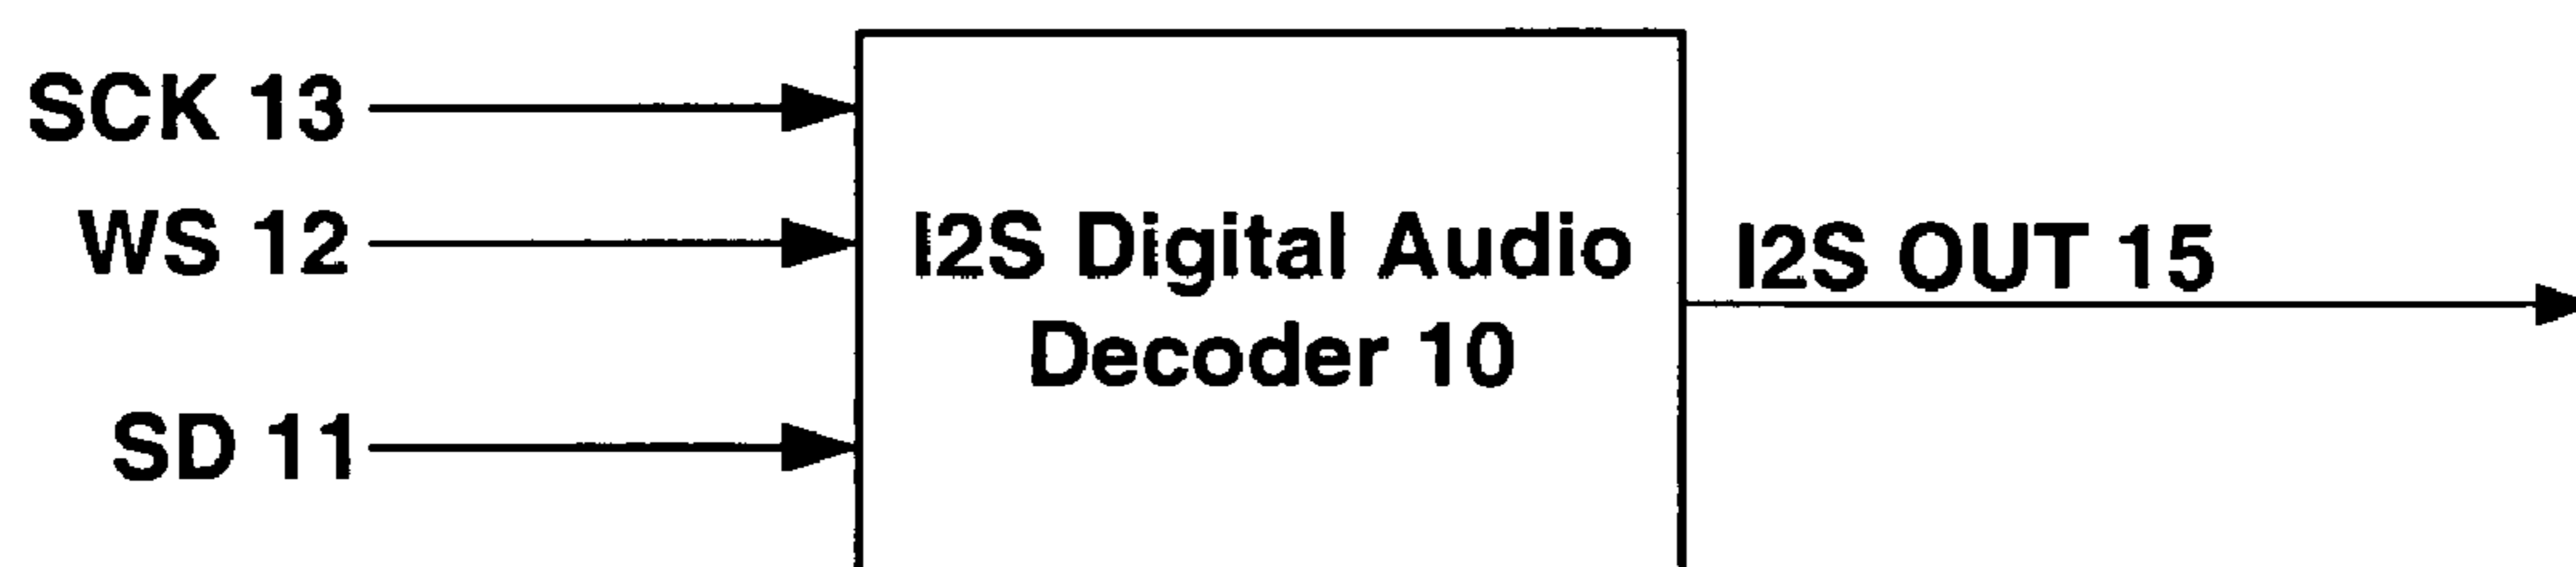 SCK 13
WS 12
I2S Digital Audio
I2S OUT 15
Decoder 10
SD 11